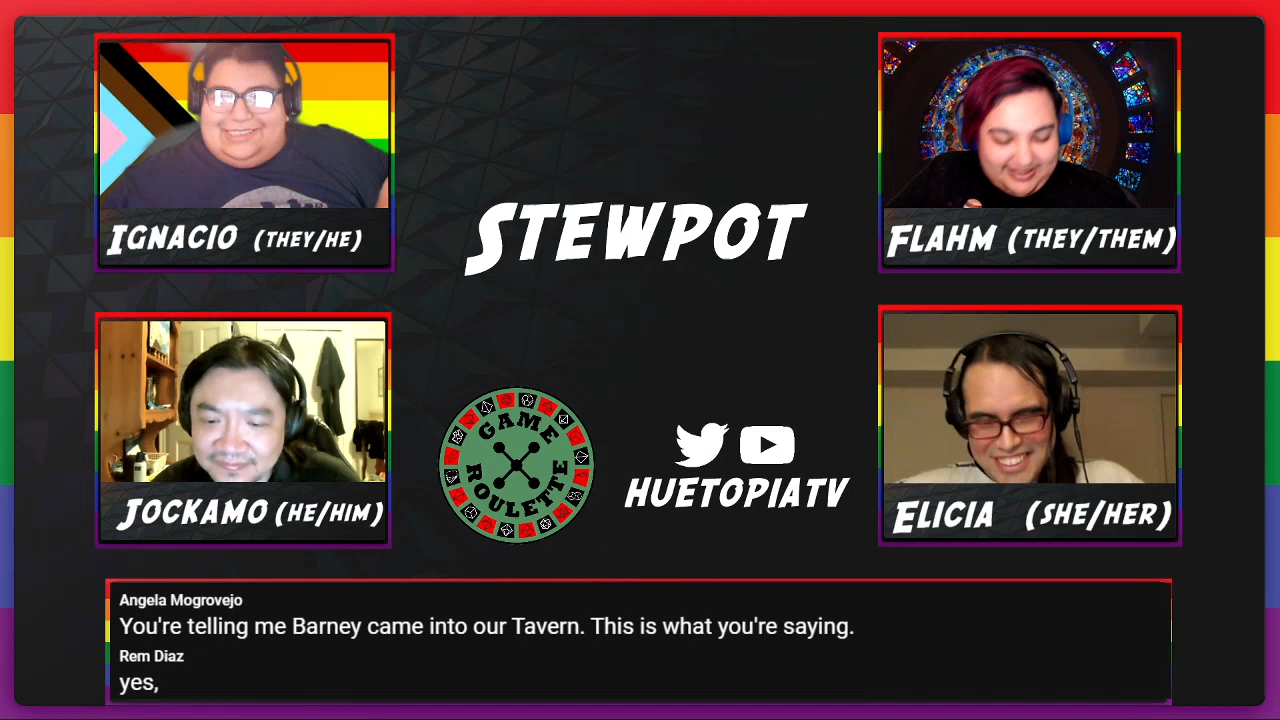 IGNACIO (THEY/HE)
FLAHM (THEY/THEM)
STEWPOT
JOCKAMO (HE/HIM)
GAME
ROULETTE
HUETOPIATV
ELICIA (SHE/HER)
Angela Mogrovejo
You're telling me Barney came into our Tavern. This is what you're saying.
Rem Diaz
yes,